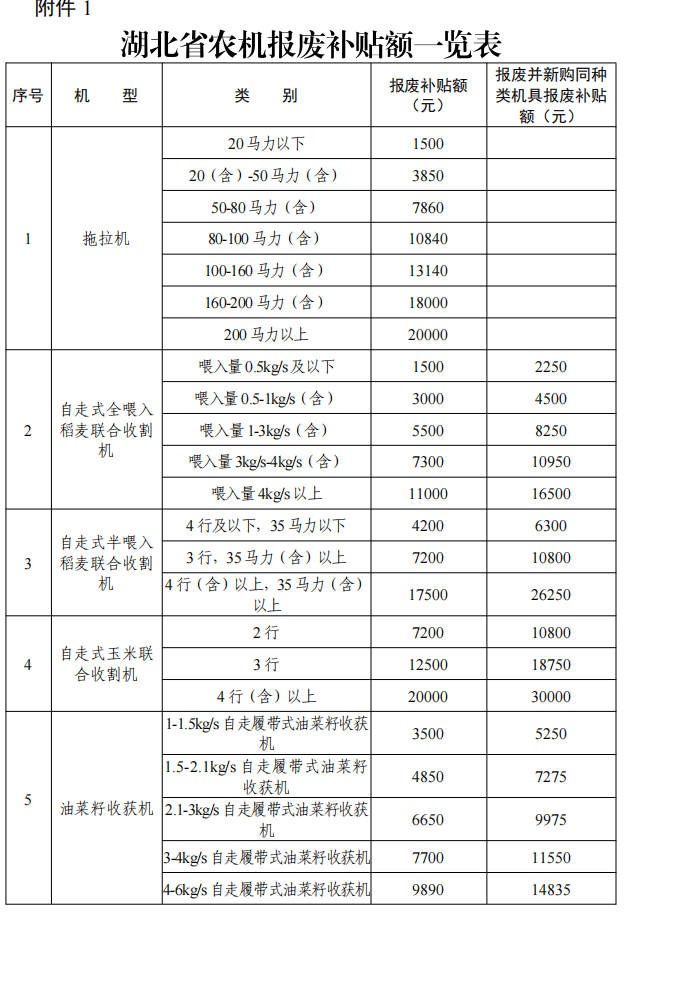 附件 1
湖北省农机报废补贴额一览表
序号 机 型 类 别 报废补贴额（元） 报废并新购同种类机具报废补贴额（元）
1 拖拉机 20 马力以下 1500
20（含）-50 马力（含） 3850
50-80 马力（含） 7860
80-100 马力（含） 10840
100-160 马力（含） 13140
160-200 马力（含） 18000
200 马力以上 20000
2 自走式全喂入稻麦联合收割机 喂入量 0.5kg/s 及以下 1500 2250
喂入量 0.5-1kg/s（含） 3000 4500
喂入量 1-3kg/s（含） 5500 8250
喂入量 3kg/s-4kg/s（含） 7300 10950
喂入量 4kg/s 以上 11000 16500
3 自走式半喂入稻麦联合收割机 4 行及以下，35 马力以下 4200 6300
3 行，35 马力（含）以上 7200 10800
4 行（含）以上，35 马力（含）以上 17500 26250
4 自走式玉米联合收割机 2 行 7200 10800
3 行 12500 18750
4 行（含）以上 20000 30000
5 油菜籽收获机 1-1.5kg/s 自走履带式油菜籽收获机 3500 5250
1.5-2.1kg/s 自走履带式油菜籽收获机 4850 7275
2.1-3kg/s 自走履带式油菜籽收获机 6650 9975
3-4kg/s 自走履带式油菜籽收获机 7700 11550
4-6kg/s 自走履带式油菜籽收获机 9890 14835